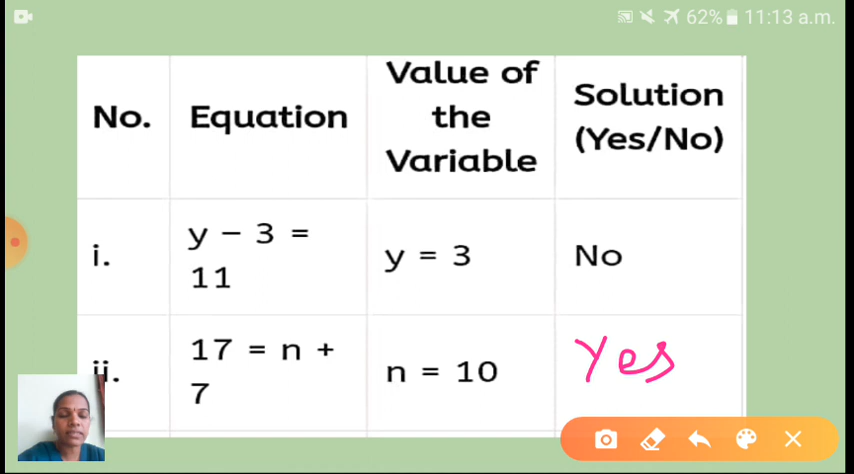 62% 11:13 a.m.
No. Equation Value of the Variable Solution (Yes/No)
i. y − 3 = 11 y = 3 No
ii. 17 = n + 7 n = 10 Yes